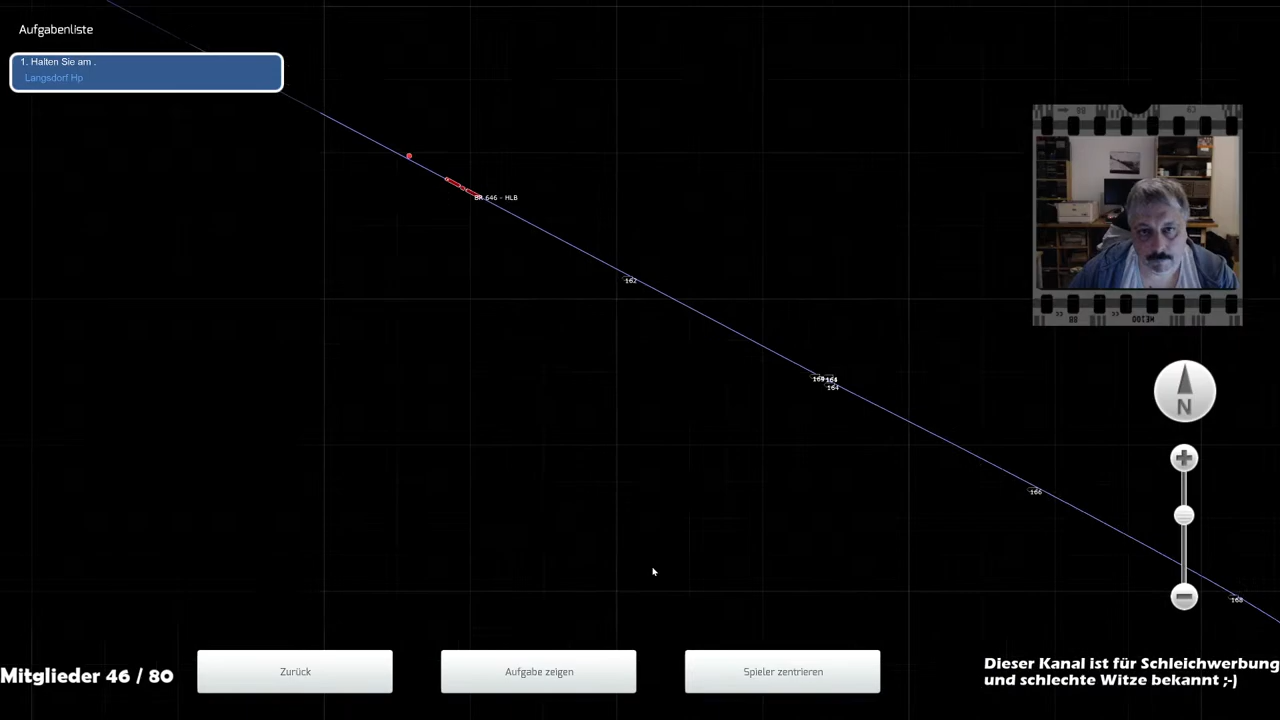 Aufgabenliste
1. Halten Sie am .
Langsdorf Hp
BR 646 - HLB
162
164
164
166
168
N
Zurück
Aufgabe zeigen
Spieler zentrieren
Mitglieder 46 / 80
Dieser Kanal ist für Schleichwerbung
und schlechte Witze bekannt ;-)